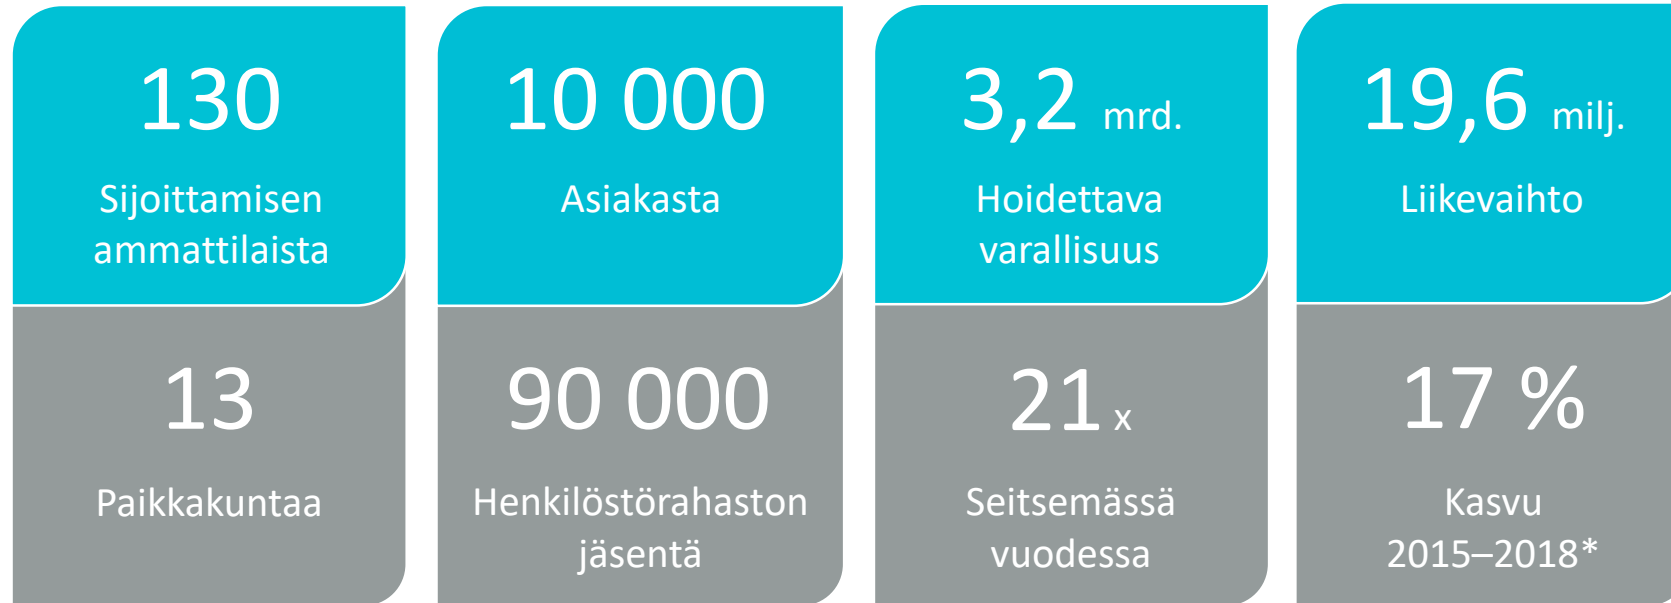 130
Sijoittamisen
ammattilaista
13
Paikkakuntaa
10 000
Asiakasta
90 000
Henkilöstörahaston
jäsentä
3,2 mrd.
Hoidettava
varallisuus
21 x
Seitsemässä
vuodessa
19,6 milj.
Liikevaihto
17 %
Kasvu
2015–2018*